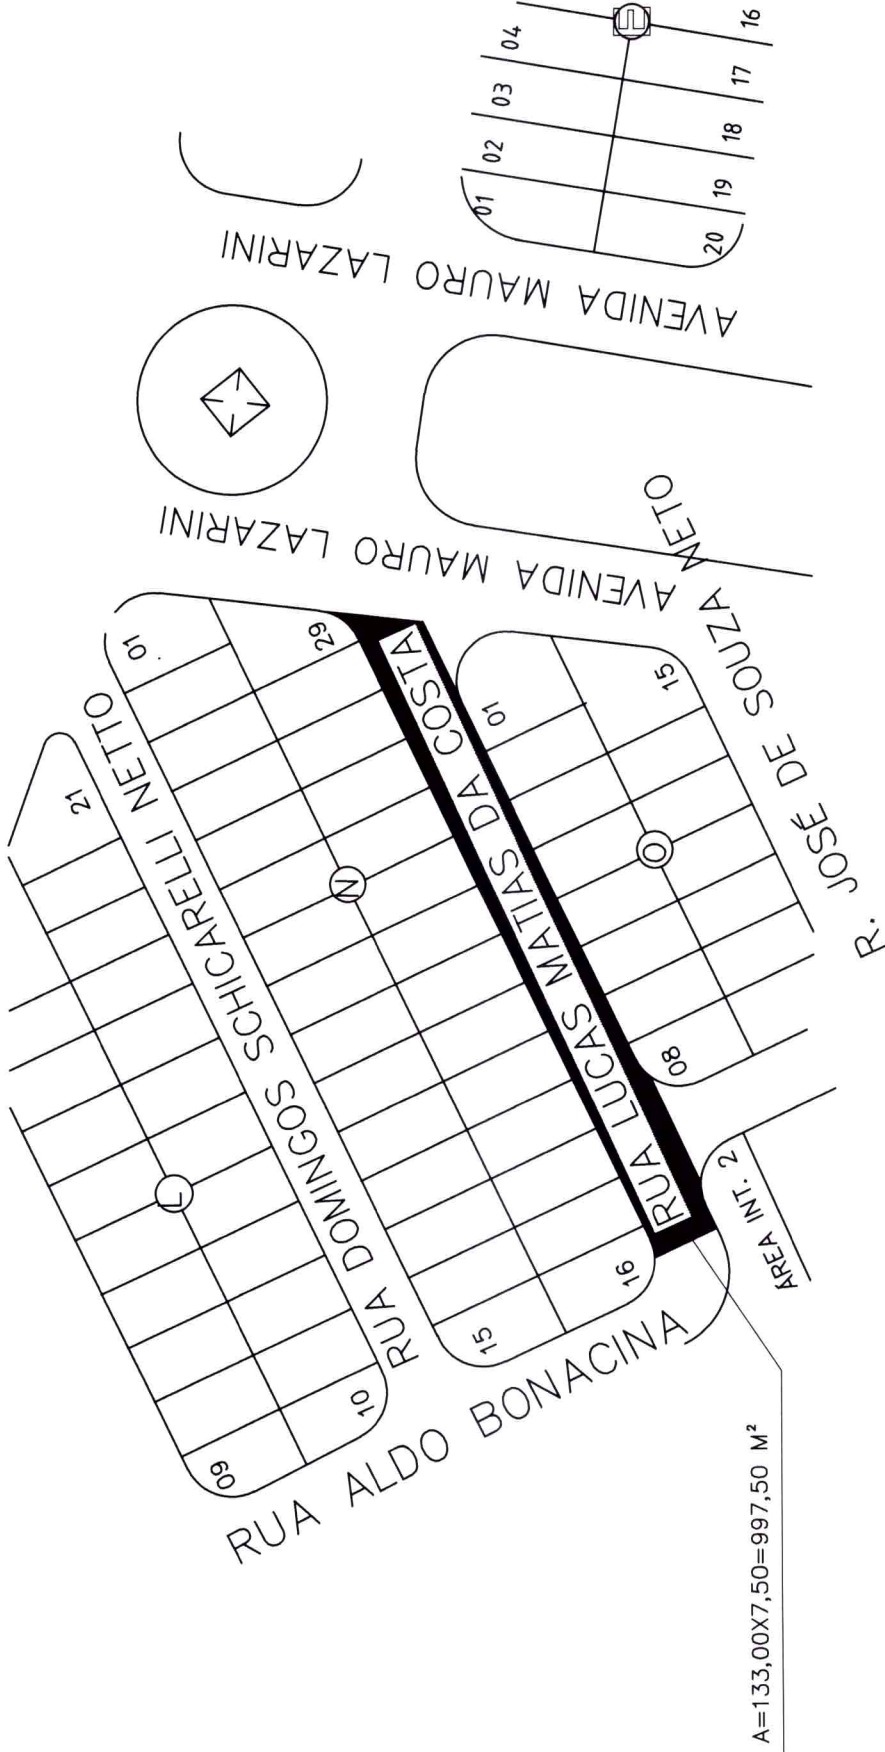 04
03
02
01
16
17
18
19
20
AVENIDA MAURO LAZARINI
AVENIDA MAURO LAZARINI
R. JOSÉ DE SOUZA NETO
01
29
N
15
16
RUA DOMINGOS SCHICARELLI NETTO
21
L
09
10
RUA LUCAS MATIAS DA COSTA
01
15
O
08
ÁREA INT. 2
RUA ALDO BONACINA
A=133,00X7,50=997,50 M²